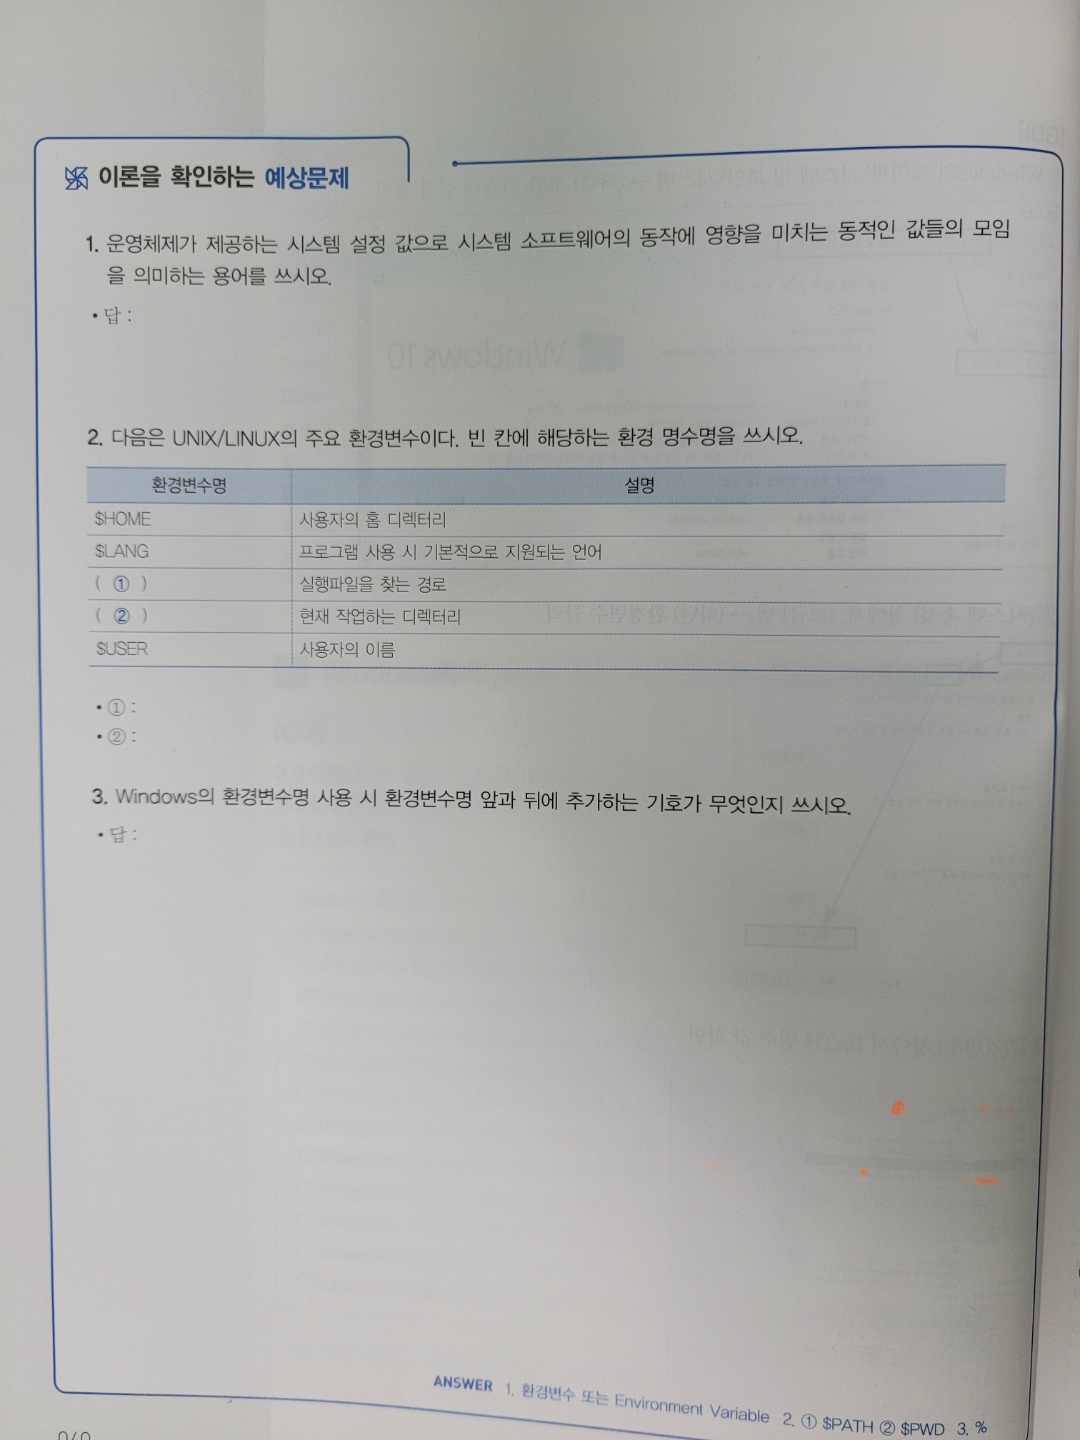 이론을 확인하는 예상문제
1. 운영체제가 제공하는 시스템 설정 값으로 시스템 소프트웨어의 동작에 영향을 미치는 동적인 값들의 모임
을 의미하는 용어를 쓰시오.
• 답 :
2. 다음은 UNIX/LINUX의 주요 환경변수이다. 빈 칸에 해당하는 환경 명수명을 쓰시오.
환경변수명 설명
$HOME 사용자의 홈 디렉터리
$LANG 프로그램 사용 시 기본적으로 지원되는 언어
( ① ) 실행파일을 찾는 경로
( ② ) 현재 작업하는 디렉터리
$USER 사용자의 이름
• ① :
• ② :
3. Windows의 환경변수명 사용 시 환경변수명 앞과 뒤에 추가하는 기호가 무엇인지 쓰시오.
• 답 :
ANSWER 1. 환경변수 또는 Environment Variable 2. ① $PATH ② $PWD 3. %